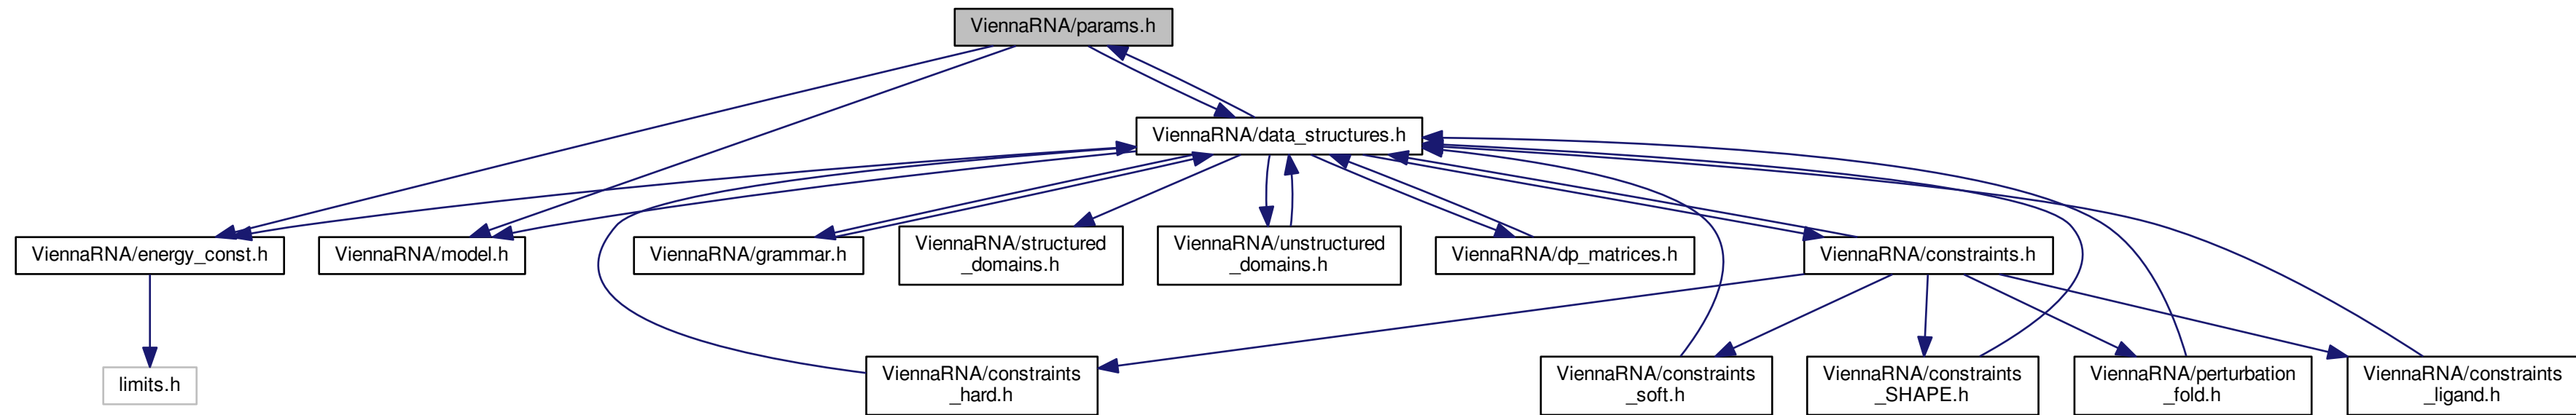 ViennaRNA/params.h
ViennaRNA/data_structures.h
ViennaRNA/energy_const.h
ViennaRNA/model.h
ViennaRNA/grammar.h
ViennaRNA/structured
_domains.h
ViennaRNA/unstructured
_domains.h
ViennaRNA/dp_matrices.h
ViennaRNA/constraints.h
limits.h
ViennaRNA/constraints
_hard.h
ViennaRNA/constraints
_soft.h
ViennaRNA/constraints
_SHAPE.h
ViennaRNA/perturbation
_fold.h
ViennaRNA/constraints
_ligand.h